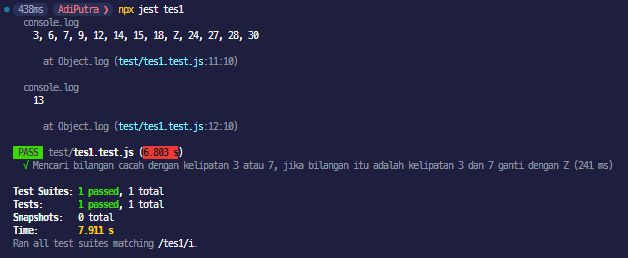 438ms AdiPutra ❯ npx jest tes1
console.log
3, 6, 7, 9, 12, 14, 15, 18, Z, 24, 27, 28, 30
at Object.log (test/tes1.test.js:11:10)
console.log
13
at Object.log (test/tes1.test.js:12:10)
PASS test/tes1.test.js (6.803 s)
√ Mencari bilangan cacah dengan kelipatan 3 atau 7, jika bilangan itu adalah kelipatan 3 dan 7 ganti dengan Z (241 ms)
Test Suites: 1 passed, 1 total
Tests: 1 passed, 1 total
Snapshots: 0 total
Time: 7.911 s
Ran all test suites matching /tes1/i.